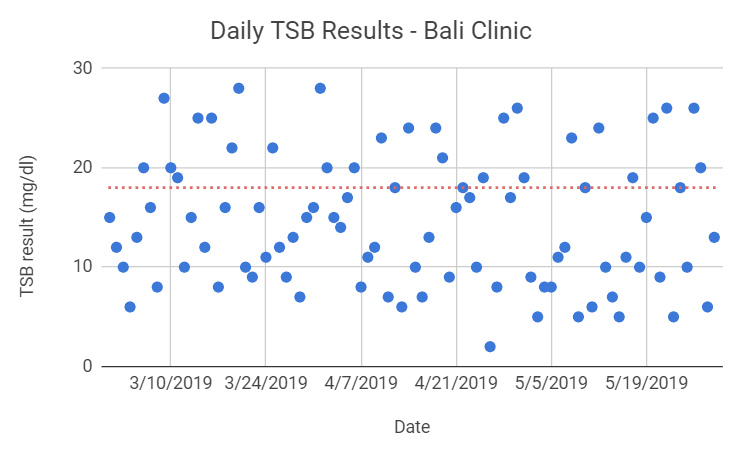 Daily TSB Results - Bali Clinic
30
20
10
0
TSB result (mg/dl)
3/10/2019 3/24/2019 4/7/2019 4/21/2019 5/5/2019 5/19/2019
Date